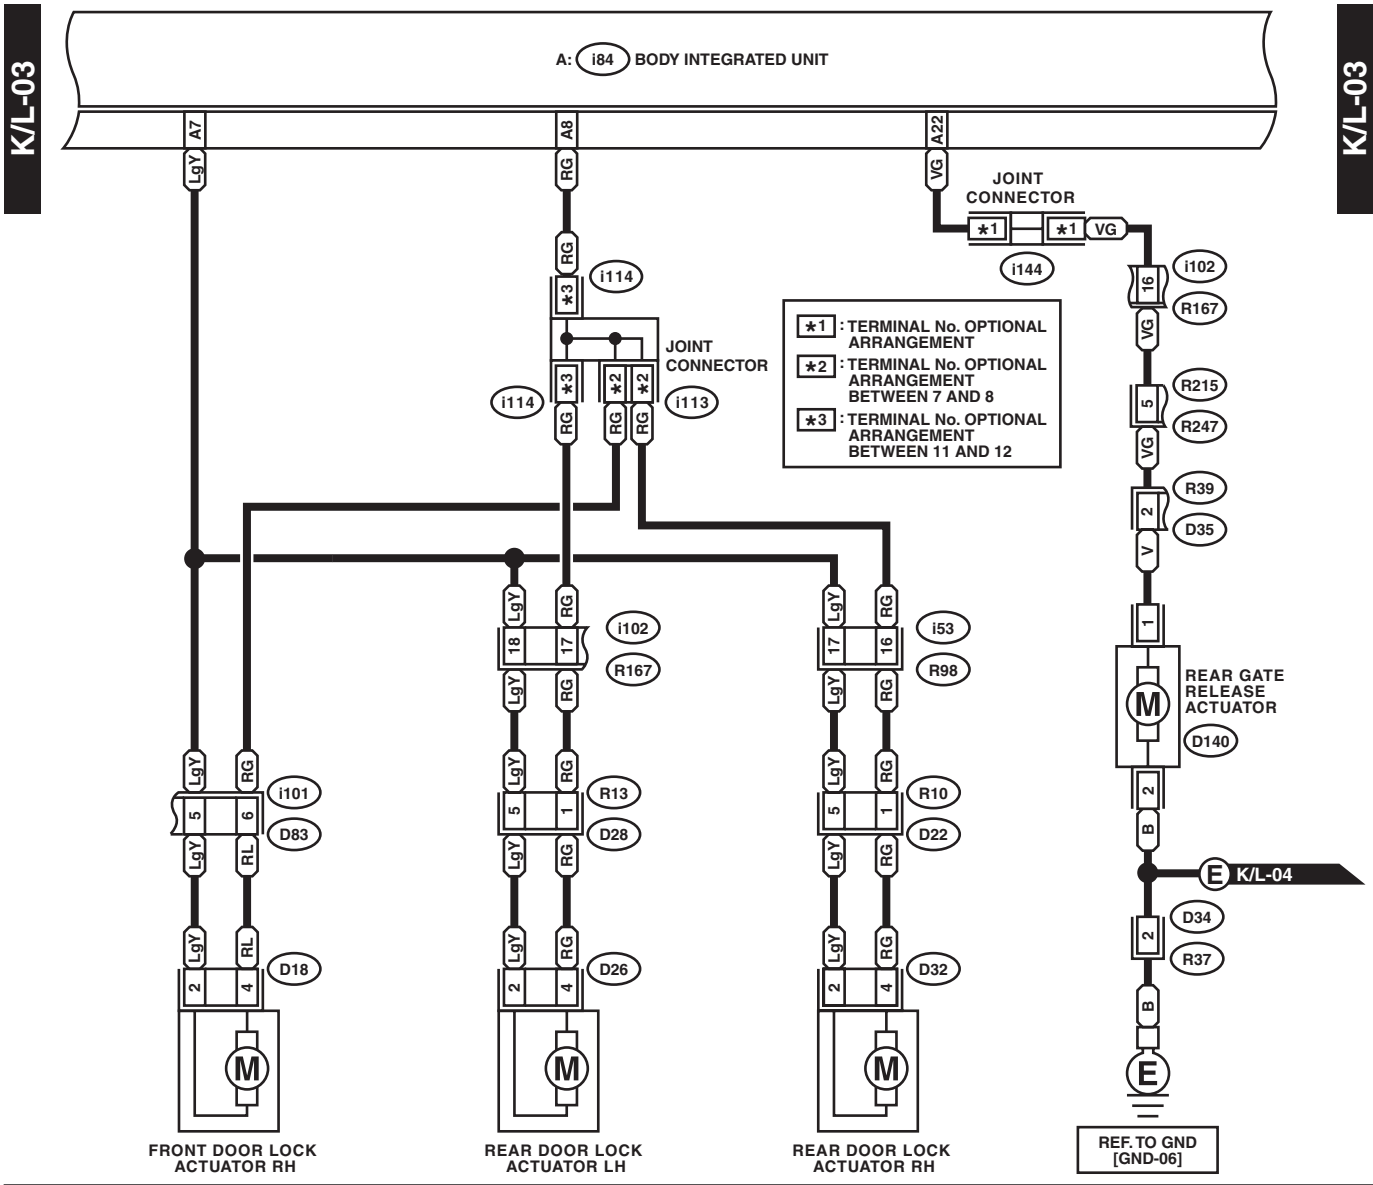 K/L-03
K/L-03
A: i84 BODY INTEGRATED UNIT
A7
A8
A22
LgY
RG
VG
JOINT
CONNECTOR
*1
*1
VG
i144
RG
i114
*3
i102
16
R167
VG
JOINT
CONNECTOR
i114
*3
*2
*2
i113
RG
RG
RG
*1 : TERMINAL No. OPTIONAL
ARRANGEMENT
*2 : TERMINAL No. OPTIONAL
ARRANGEMENT
BETWEEN 7 AND 8
*3 : TERMINAL No. OPTIONAL
ARRANGEMENT
BETWEEN 11 AND 12
R215
5
R247
VG
R39
2
D35
V
LgY
RG
LgY
RG
1
18
17
i102
R167
17
16
i53
R98
LgY
RG
LgY
RG
REAR GATE
RELEASE
ACTUATOR
M
D140
LgY
RG
LgY
RG
LgY
RG
2
5
6
i101
D83
5
1
R13
D28
5
1
R10
D22
B
LgY
RL
LgY
RG
LgY
RG
E K/L-04
LgY
RL
LgY
RG
LgY
RG
D34
2
R37
2
4
D18
2
4
D26
2
4
D32
B
M
M
M
E
FRONT DOOR LOCK
ACTUATOR RH
REAR DOOR LOCK
ACTUATOR LH
REAR DOOR LOCK
ACTUATOR RH
REF. TO GND
[GND-06]